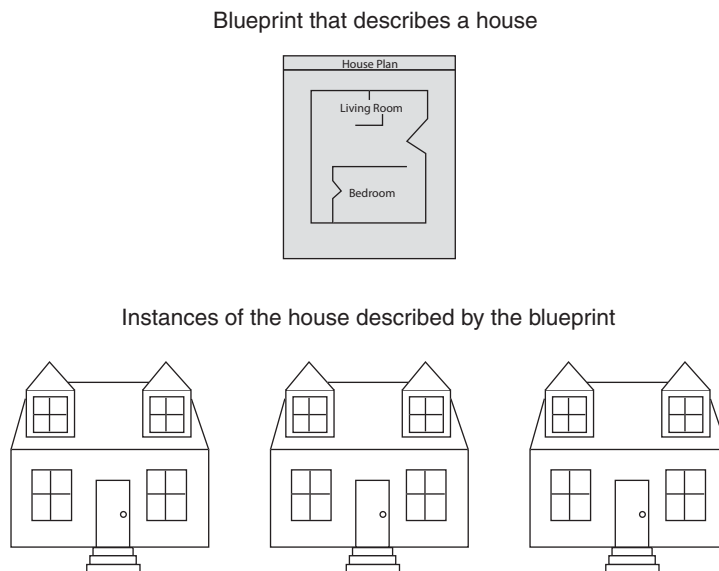 Blueprint that describes a house
House Plan
Living Room
Bedroom
Instances of the house described by the blueprint